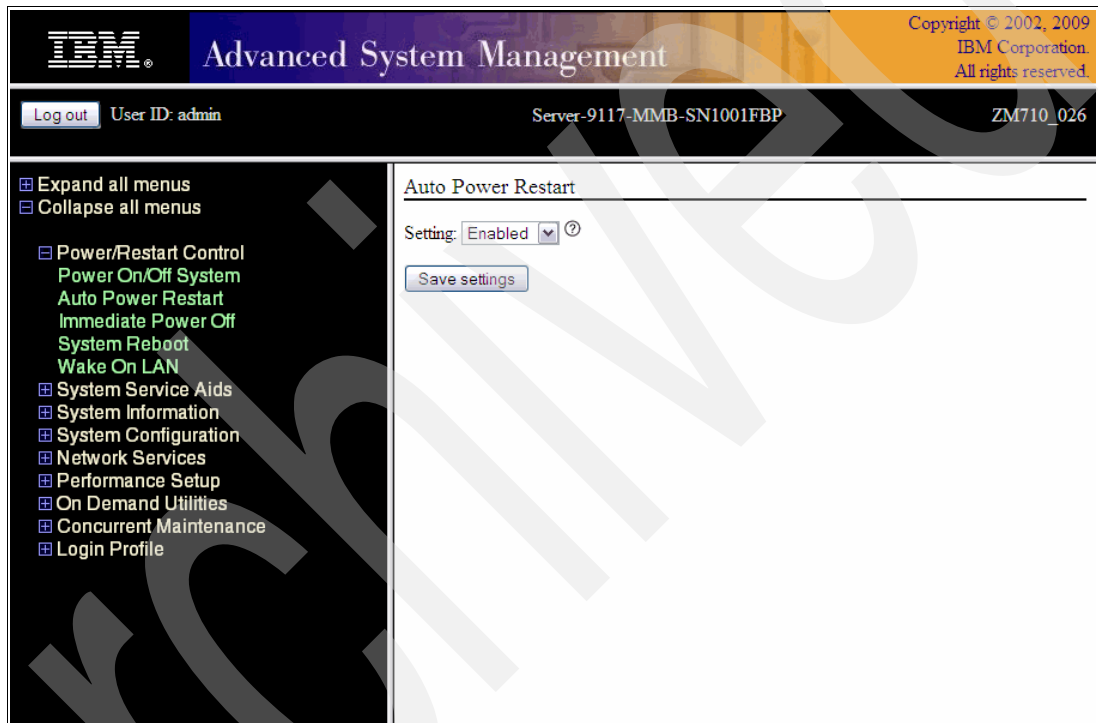 IBM®
Advanced System Management
Copyright © 2002, 2009
IBM Corporation.
All rights reserved.
Log out User ID: admin
Server-9117-MMB-SN1001FBP
ZM710_026
Expand all menus
Collapse all menus
Power/Restart Control
Power On/Off System
Auto Power Restart
Immediate Power Off
System Reboot
Wake On LAN
System Service Aids
System Information
System Configuration
Network Services
Performance Setup
On Demand Utilities
Concurrent Maintenance
Login Profile
Auto Power Restart
Setting: Enabled ?
Save settings